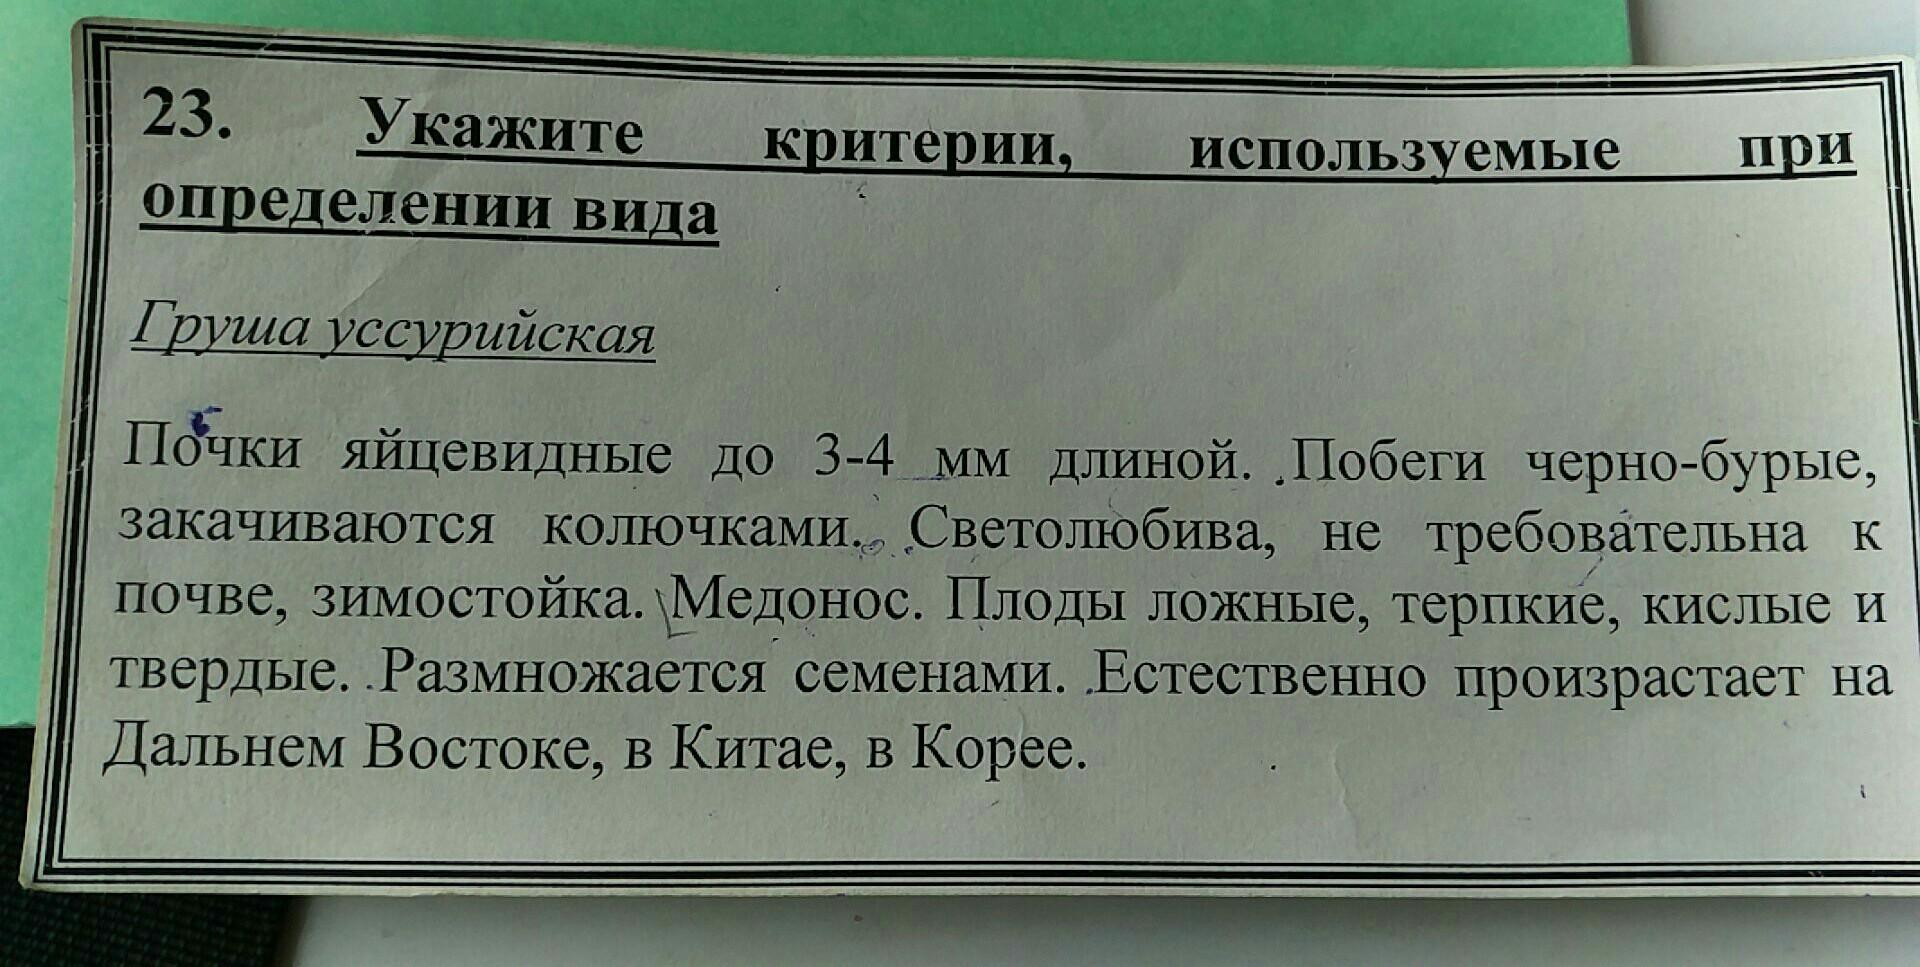 23. Укажите критерии, используемые при
определении вида
Груша уссурийская
Почки яйцевидные до 3-4 мм длиной. Побеги черно-бурые,
закачиваются колючками. Светолюбива, не требовательна к
почве, зимостойка. Медонос. Плоды ложные, терпкие, кислые и
твердые. Размножается семенами. Естественно произрастает на
Дальнем Востоке, в Китае, в Корее.